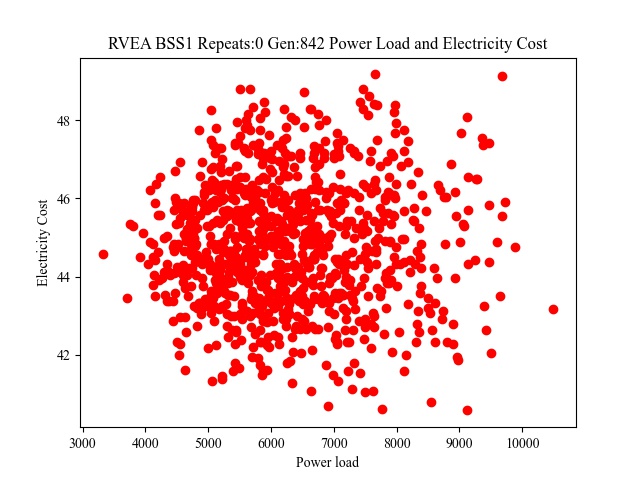 RVEA BSS1 Repeats:0 Gen:842 Power Load and Electricity Cost
Electricity Cost
48
46
44
42
3000 4000 5000 6000 7000 8000 9000 10000
Power load